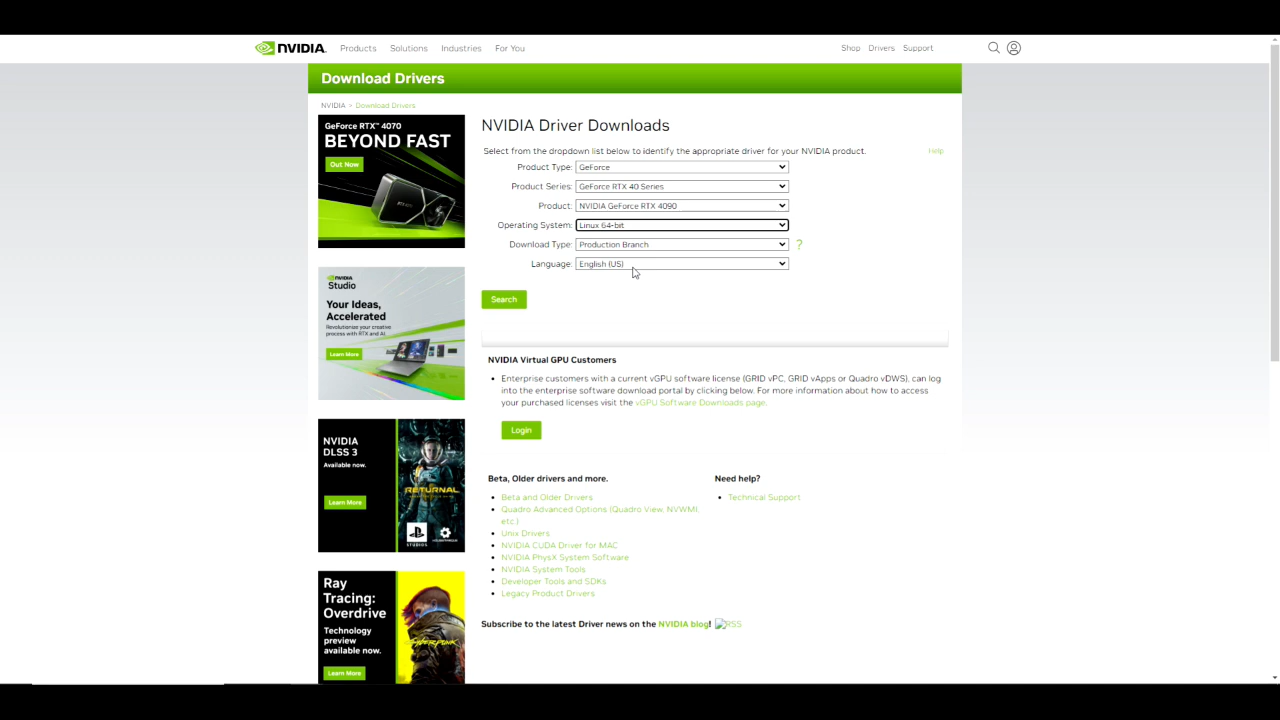 NVIDIA.
Products
Solutions
Industries
For You
Shop
Drivers
Support
Download Drivers
NVIDIA > Download Drivers
GeForce RTX™ 4070
BEYOND FAST
Out Now
NVIDIA
Studio
Your Ideas,
Accelerated
Revolutionize your creative
process with RTX and AI
Learn More
NVIDIA
DLSS 3
Available now.
Learn More
RETURNAL
STUDIOS
Ray
Tracing:
Overdrive
Technology
preview
available now.
Learn More
NVIDIA Driver Downloads
Select from the dropdown list below to identify the appropriate driver for your NVIDIA product.
Help
Product Type: GeForce
Product Series: GeForce RTX 40 Series
Product: NVIDIA GeForce RTX 4090
Operating System: Linux 64-bit
Download Type: Production Branch ?
Language: English (US)
Search
NVIDIA Virtual GPU Customers
• Enterprise customers with a current vGPU software license (GRID vPC, GRID vApps or Quadro vDWS), can log
into the enterprise software download portal by clicking below. For more information about how to access
your purchased licenses visit the vGPU Software Downloads page.
Login
Beta, Older drivers and more.
• Beta and Older Drivers
• Quadro Advanced Options (Quadro View, NVWMI,
etc.)
• Unix Drivers
• NVIDIA CUDA Driver for MAC
• NVIDIA PhysX System Software
• NVIDIA System Tools
• Developer Tools and SDKs
• Legacy Product Drivers
Need help?
• Technical Support
Subscribe to the latest Driver news on the NVIDIA blog! RSS